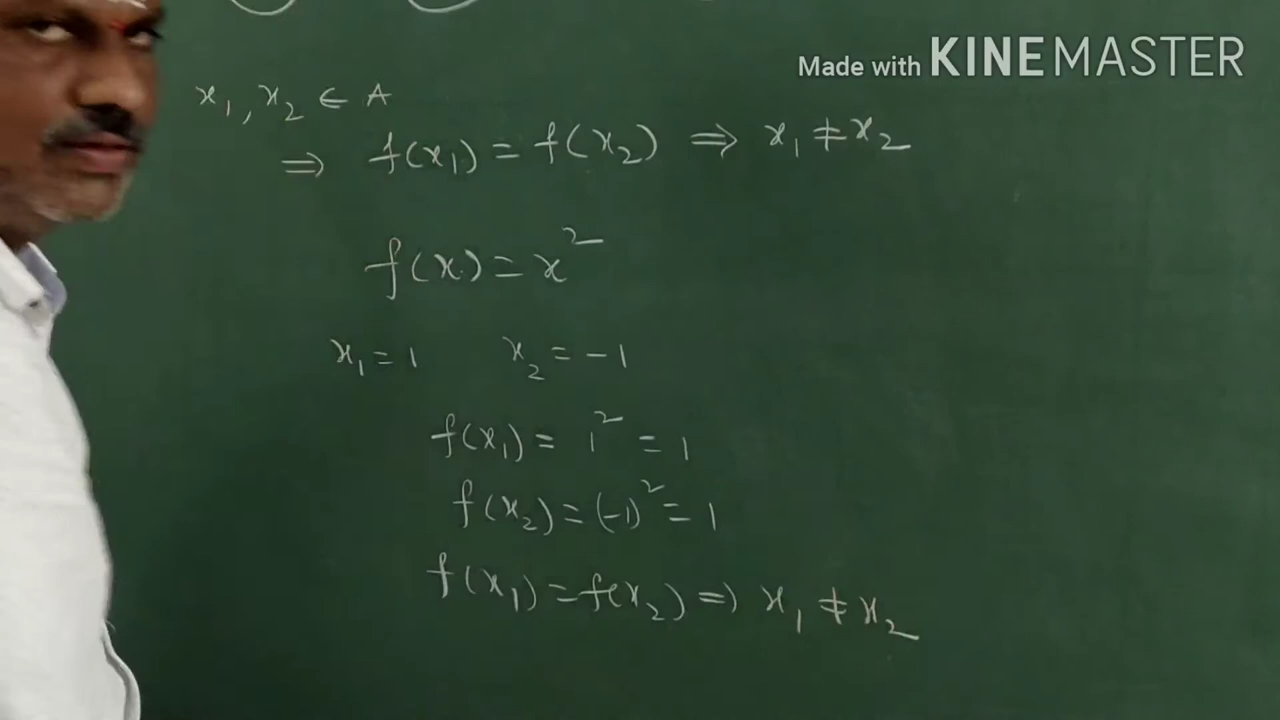 Made with KINEMASTER
x₁, x₂ ∈ A
⇒ f(x₁) = f(x₂) ⇒ x₁ ≠ x₂
f(x) = x²
x₁ = 1 x₂ = -1
f(x₁) = 1² = 1
f(x₂) = (-1)² = 1
f(x₁) = f(x₂) ⇒ x₁ ≠ x₂